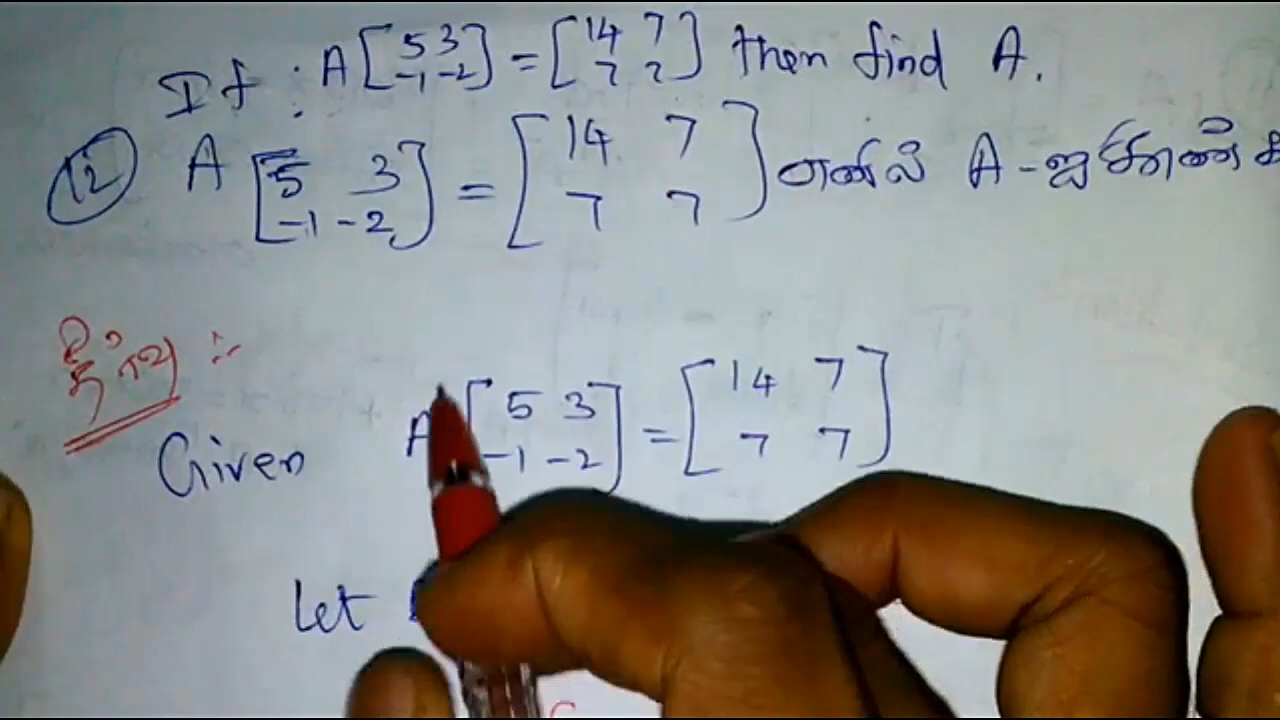 If : A [ 5 3 -1 -2 ] = [ 14 7 7 7 ] then find A.
12 A [ 5 3 -1 -2 ] = [ 14 7 7 7 ] எனில் A-ஐ காண்க
தீர்வு :-
Given A [ 5 3 -1 -2 ] = [ 14 7 7 7 ]
Let